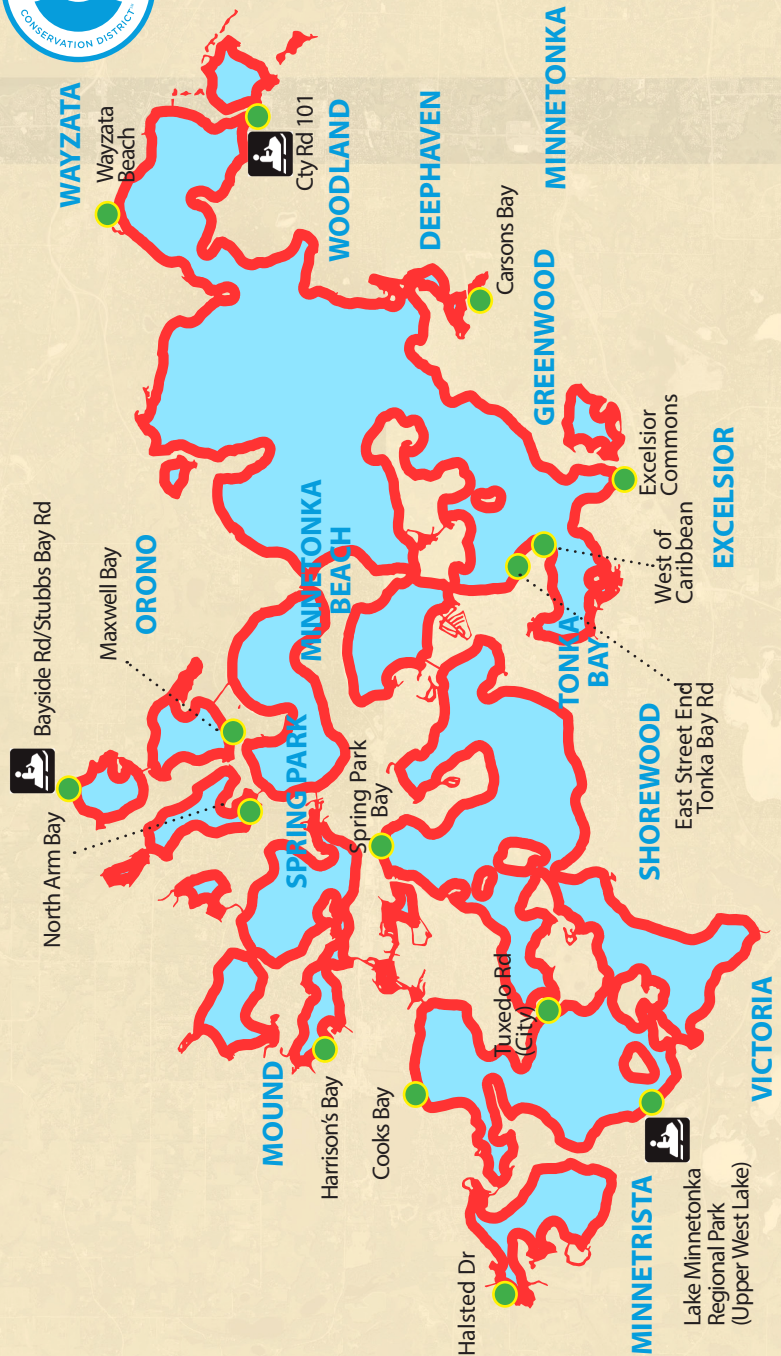 CONSERVATION DISTRICT™
Bayside Rd/Stubbs Bay Rd
North Arm Bay
WAYZATA
Wayzata
Beach
Maxwell Bay
ORONO
Cty Rd 101
WOODLAND
MOUND
Harrison's Bay
SPRING PARK
MINNETONKA
BEACH
Spring Park
Bay
Cooks Bay
DEEPHAVEN
Carsons Bay
MINNETONKA
Halsted Dr
Tuxedo Rd
(City)
GREENWOOD
TONKA
BAY
Excelsior
Commons
West of
Caribbean
EXCELSIOR
SHOREWOOD
East Street End
Tonka Bay Rd
MINNETRISTA
Lake Minnetonka
Regional Park
(Upper West Lake)
VICTORIA